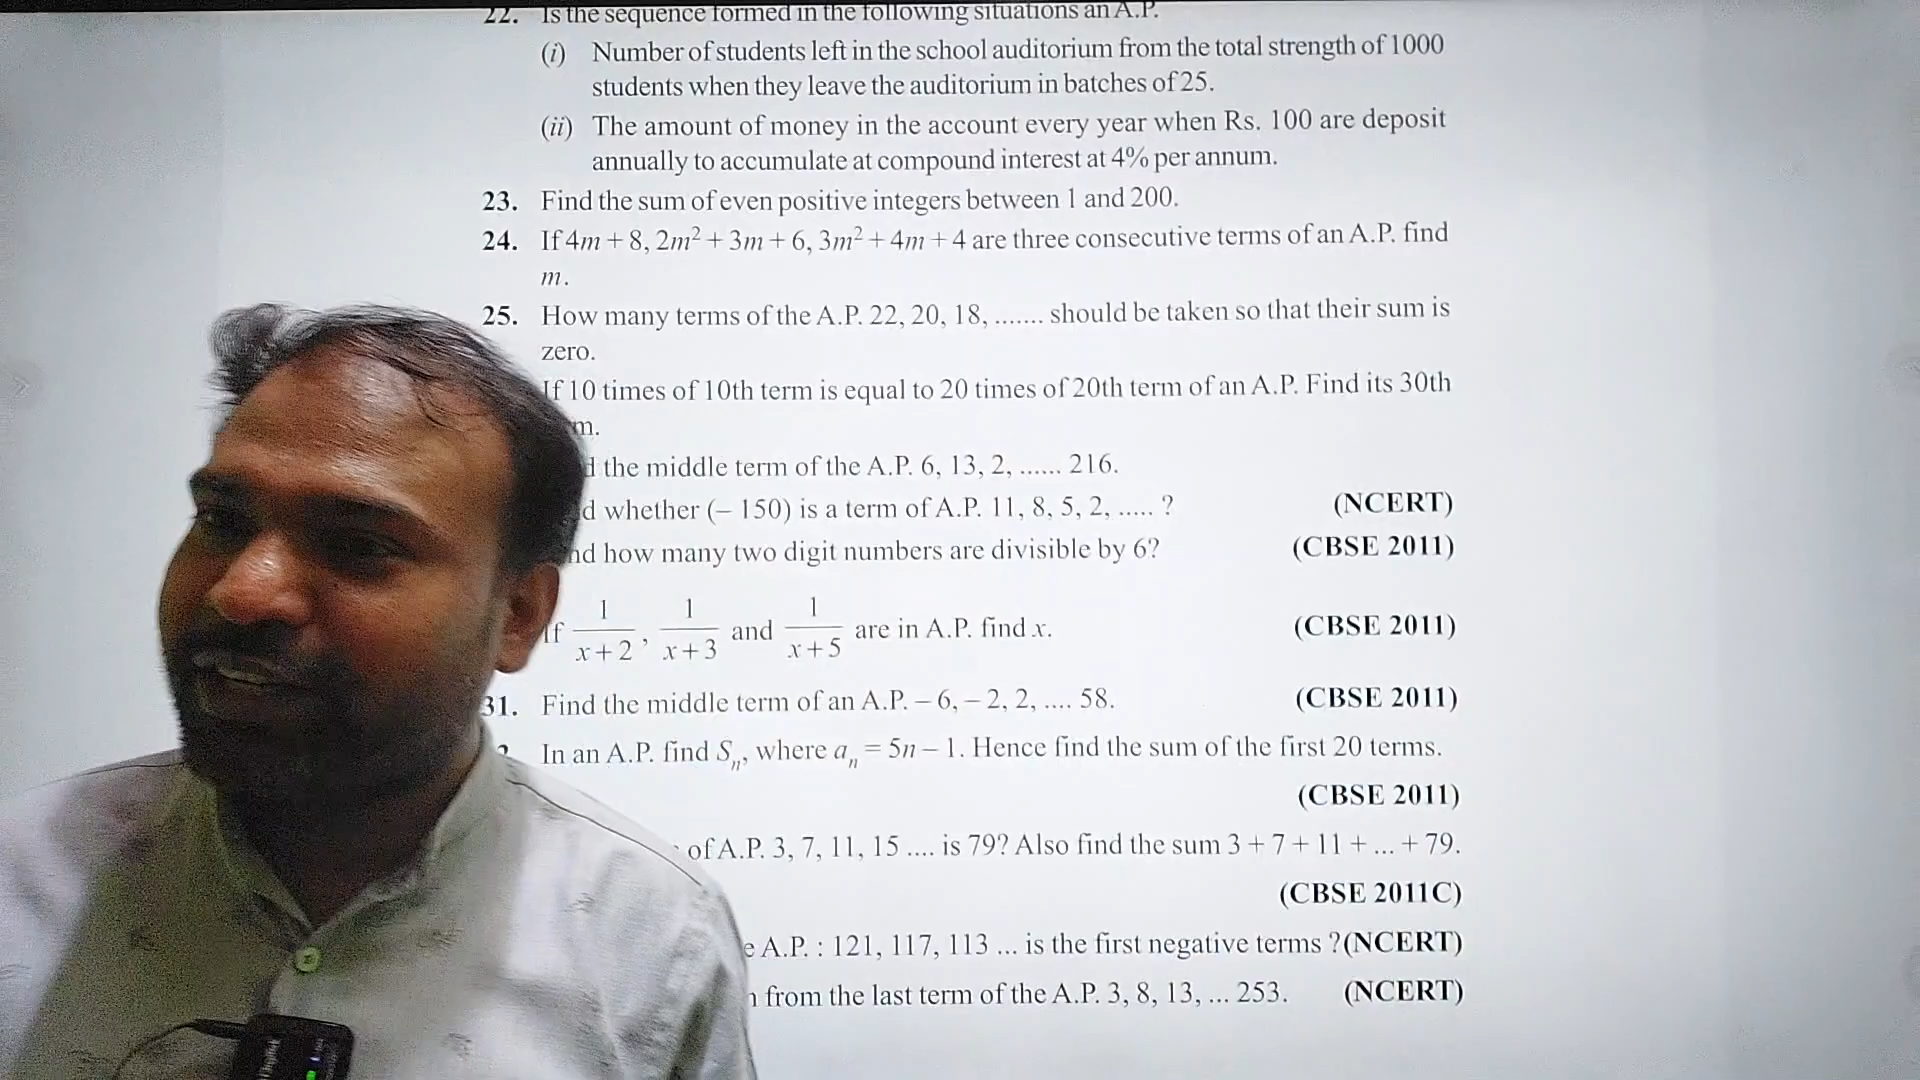 22. Is the sequence formed in the following situations an A.P.
(i) Number of students left in the school auditorium from the total strength of 1000
students when they leave the auditorium in batches of 25.
(ii) The amount of money in the account every year when Rs. 100 are deposit
annually to accumulate at compound interest at 4% per annum.
23. Find the sum of even positive integers between 1 and 200.
24. If 4m + 8, 2m² + 3m + 6, 3m² + 4m + 4 are three consecutive terms of an A.P. find
m.
25. How many terms of the A.P. 22, 20, 18, ....... should be taken so that their sum is
zero.
If 10 times of 10th term is equal to 20 times of 20th term of an A.P. Find its 30th
the middle term of the A.P. 6, 13, 2, ...... 216.
whether (– 150) is a term of A.P. 11, 8, 5, 2, ..... ? (NCERT)
how many two digit numbers are divisible by 6? (CBSE 2011)
If 1/(x+2), 1/(x+3) and 1/(x+5) are in A.P. find x. (CBSE 2011)
31. Find the middle term of an A.P. – 6, – 2, 2, .... 58. (CBSE 2011)
In an A.P. find Sₙ, where aₙ = 5n – 1. Hence find the sum of the first 20 terms.
(CBSE 2011)
of A.P. 3, 7, 11, 15 .... is 79? Also find the sum 3 + 7 + 11 + ... + 79.
(CBSE 2011C)
A.P. : 121, 117, 113 ... is the first negative terms ?(NCERT)
from the last term of the A.P. 3, 8, 13, ... 253. (NCERT)